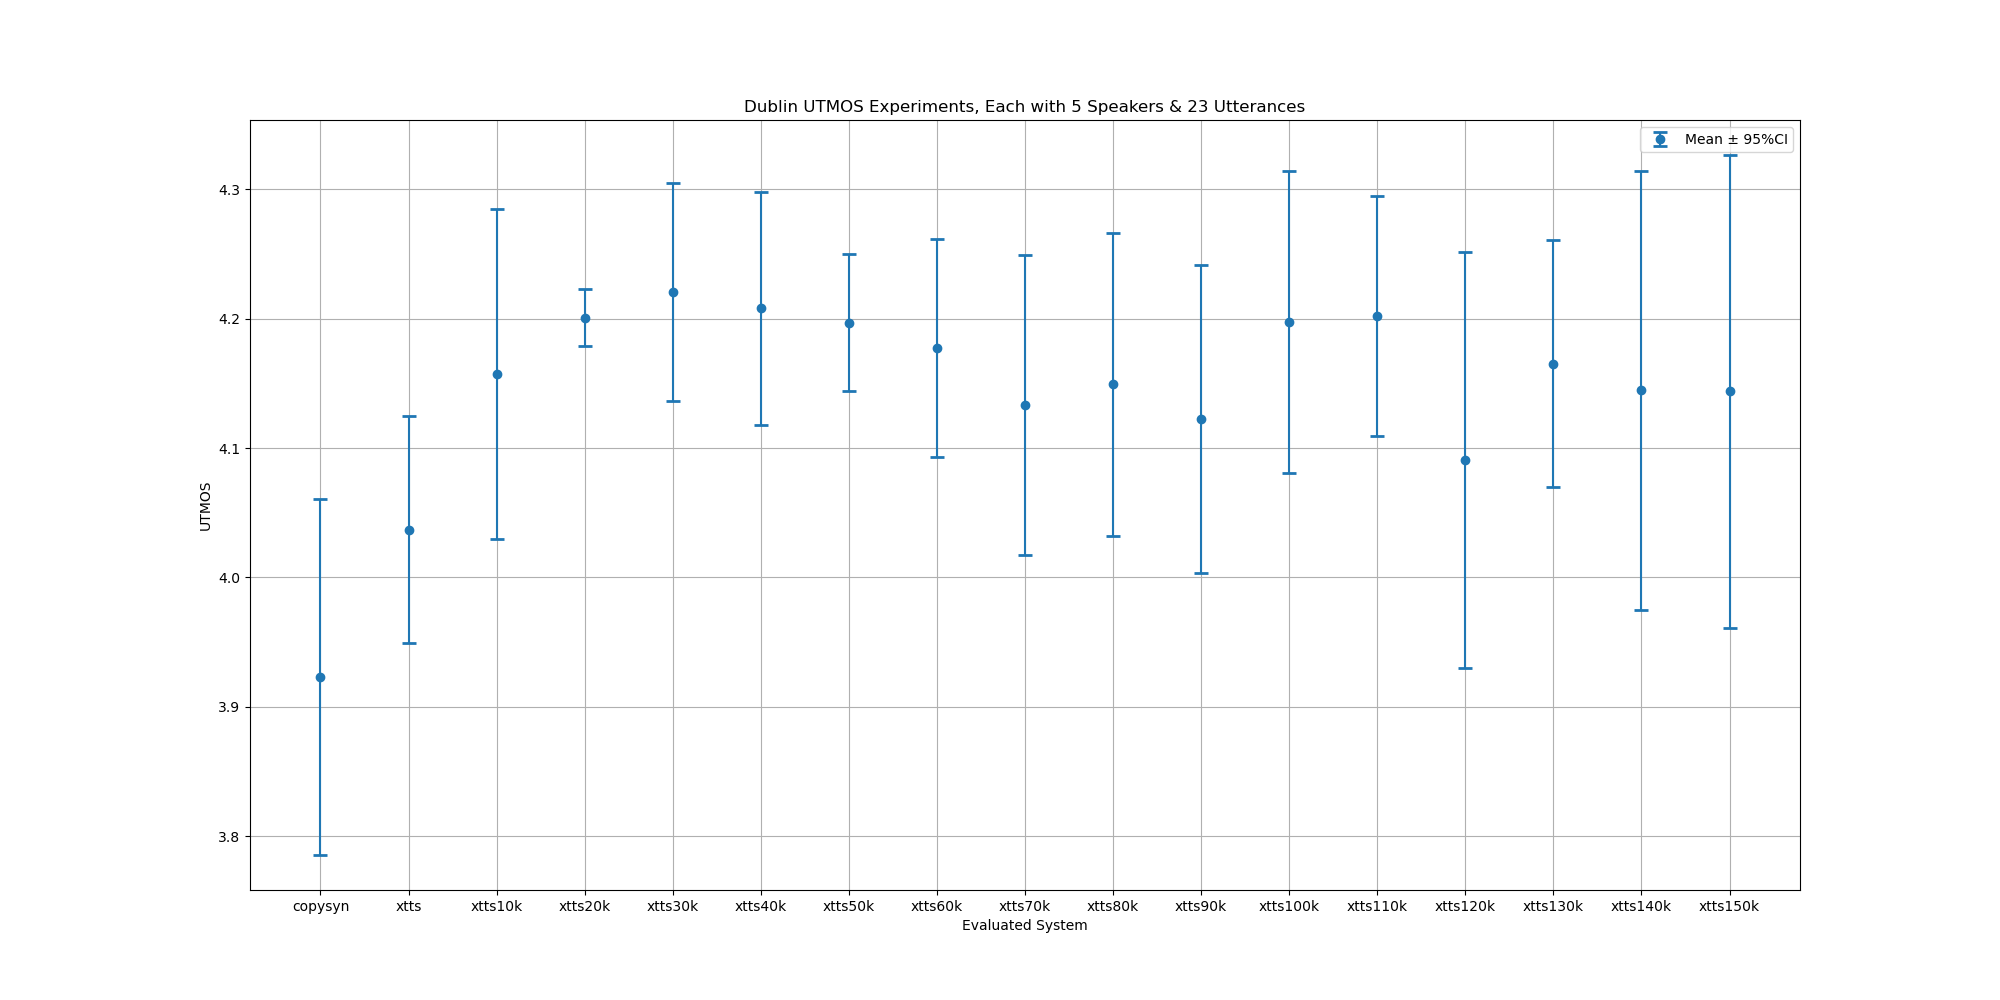 Dublin UTMOS Experiments, Each with 5 Speakers & 23 Utterances
Mean ± 95%CI
4.3
4.2
4.1
4.0
3.9
3.8
UTMOS
copysyn xtts xtts10k xtts20k xtts30k xtts40k xtts50k xtts60k xtts70k xtts80k xtts90k xtts100k xtts110k xtts120k xtts130k xtts140k xtts150k
Evaluated System